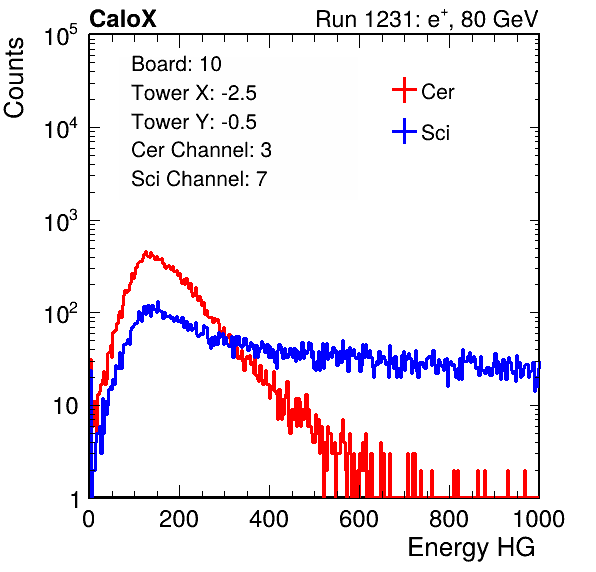 CaloX Run 1231: e⁺, 80 GeV
Counts
Board: 10
Tower X: -2.5
Tower Y: -0.5
Cer Channel: 3
Sci Channel: 7
Cer
Sci
10⁵
10⁴
10³
10²
10
1
0 200 400 600 800 1000
Energy HG